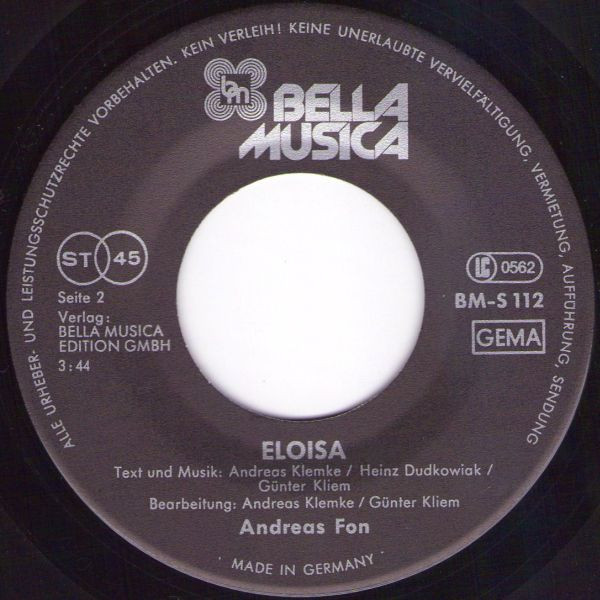 ALLE URHEBER- UND LEISTUNGSSCHUTZRECHTE VORBEHALTEN. KEIN VERLEIH! KEINE UNERLAUBTE VERVIELFÄLTIGUNG, VERMIETUNG, AUFFÜHRUNG, SENDUNG
bm
BELLA
MUSICA
ST 45
LC 0562
Seite 2
BM-S 112
Verlag:
BELLA MUSICA
EDITION GMBH
GEMA
3:44
ELOISA
Text und Musik: Andreas Klemke / Heinz Dudkowiak /
Günter Kliem
Bearbeitung: Andreas Klemke / Günter Kliem
Andreas Fon
MADE IN GERMANY